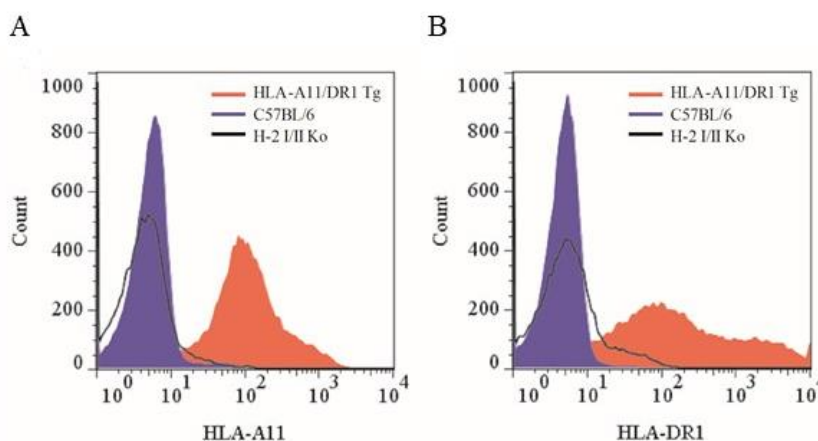 A
1000
800
600
400
200
0
Count
HLA-A11/DR1 Tg
C57BL/6
H-2 I/II Ko
10^0 10^1 10^2 10^3 10^4
HLA-A11
B
1000
800
600
400
200
0
Count
HLA-A11/DR1 Tg
C57BL/6
H-2 I/II Ko
10^0 10^1 10^2 10^3 10^4
HLA-DR1